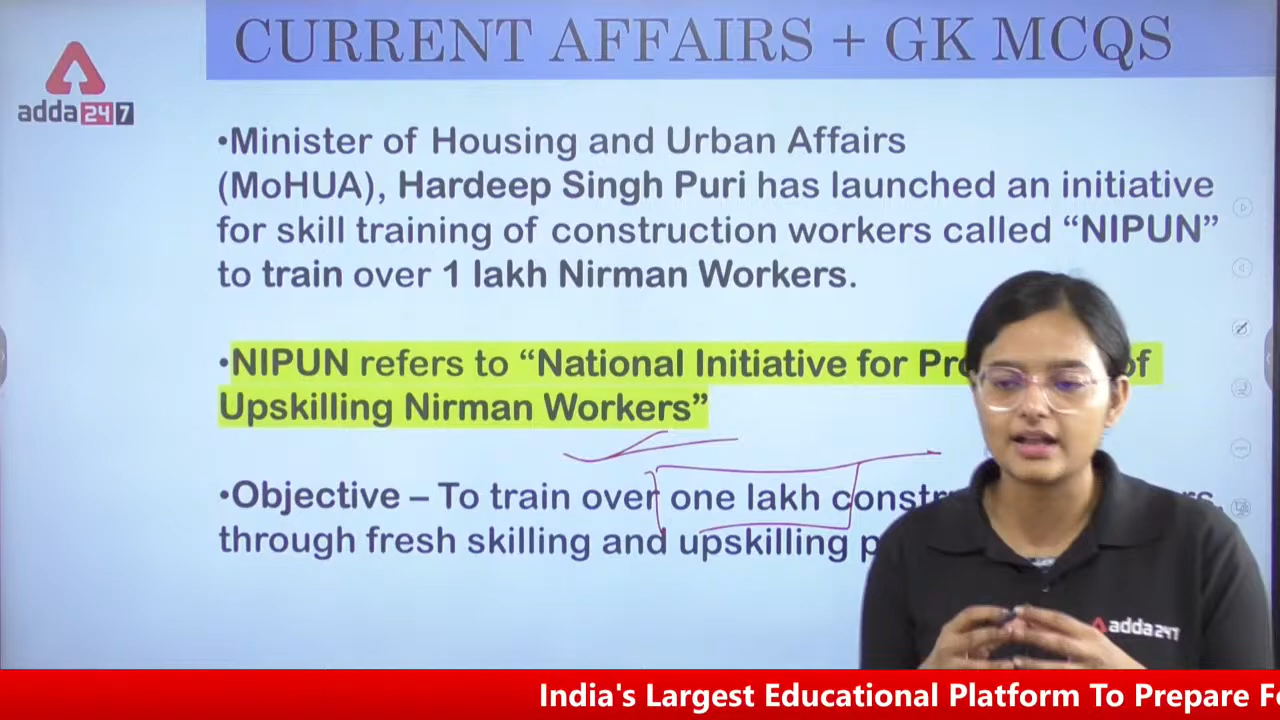 CURRENT AFFAIRS + GK MCQS
adda247
•Minister of Housing and Urban Affairs
(MoHUA), Hardeep Singh Puri has launched an initiative
for skill training of construction workers called “NIPUN”
to train over 1 lakh Nirman Workers.
•NIPUN refers to “National Initiative for of
Upskilling Nirman Workers”
•Objective – To train over one lakh
through fresh skilling and upskilling
adda247
India's Largest Educational Platform To Prepare